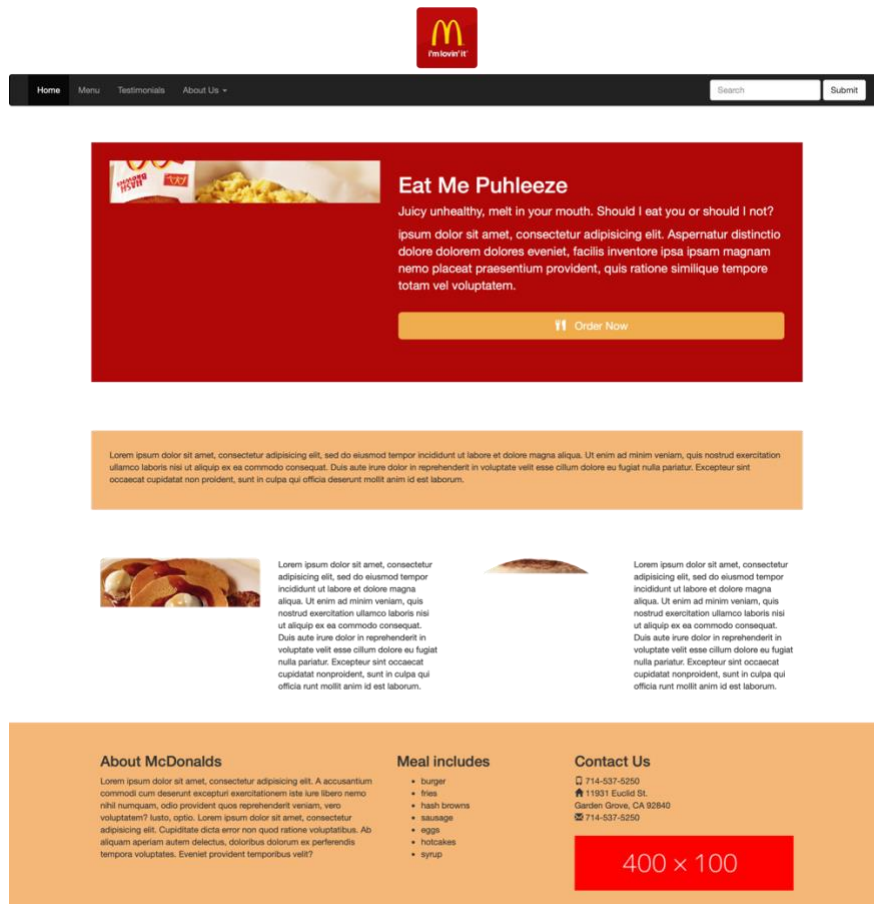 i'm lovin' it
Home Menu Testimonials About Us Search Submit
HASH BROWNS
Eat Me Puhleeze
Juicy unhealthy, melt in your mouth. Should I eat you or should I not?
ipsum dolor sit amet, consectetur adipisicing elit. Aspernatur distinctio
dolore dolorem dolores eveniet, facilis inventore ipsa ipsam magnam
nemo placeat praesentium provident, quis ratione similique tempore
totam vel voluptatem.
Order Now
Lorem ipsum dolor sit amet, consectetur adipisicing elit, sed do eiusmod tempor incididunt ut labore et dolore magna aliqua. Ut enim ad minim veniam, quis nostrud exercitation
ullamco laboris nisi ut aliquip ex ea commodo consequat. Duis aute irure dolor in reprehenderit in voluptate velit esse cillum dolore eu fugiat nulla pariatur. Excepteur sint
occaecat cupidatat non proident, sunt in culpa qui officia deserunt mollit anim id est laborum.
Lorem ipsum dolor sit amet, consectetur
adipisicing elit, sed do eiusmod tempor
incididunt ut labore et dolore magna
aliqua. Ut enim ad minim veniam, quis
nostrud exercitation ullamco laboris nisi
ut aliquip ex ea commodo consequat.
Duis aute irure dolor in reprehenderit in
voluptate velit esse cillum dolore eu fugiat
nulla pariatur. Excepteur sint occaecat
cupidatat nonproident, sunt in culpa qui
officia runt mollit anim id est laborum.
Lorem ipsum dolor sit amet, consectetur
adipisicing elit, sed do eiusmod tempor
incididunt ut labore et dolore magna
aliqua. Ut enim ad minim veniam, quis
nostrud exercitation ullamco laboris nisi
ut aliquip ex ea commodo consequat.
Duis aute irure dolor in reprehenderit in
voluptate velit esse cillum dolore eu fugiat
nulla pariatur. Excepteur sint occaecat
cupidatat nonproident, sunt in culpa qui
officia runt mollit anim id est laborum.
About McDonalds
Lorem ipsum dolor sit amet, consectetur adipisicing elit. A accusantium
commodi cum deserunt excepturi exercitationem iste iure libero nemo
nihil numquam, odio provident quos reprehenderit veniam, vero
voluptatem? Iusto, optio. Lorem ipsum dolor sit amet, consectetur
adipisicing elit. Cupiditate dicta error non quod ratione voluptatibus. Ab
aliquam aperiam autem delectus, doloribus dolorum ex perferendis
tempora voluptates. Eveniet provident temporibus velit?
Meal includes
burger
fries
hash browns
sausage
eggs
hotcakes
syrup
Contact Us
714-537-5250
11931 Euclid St.
Garden Grove, CA 92840
714-537-5250
400 × 100